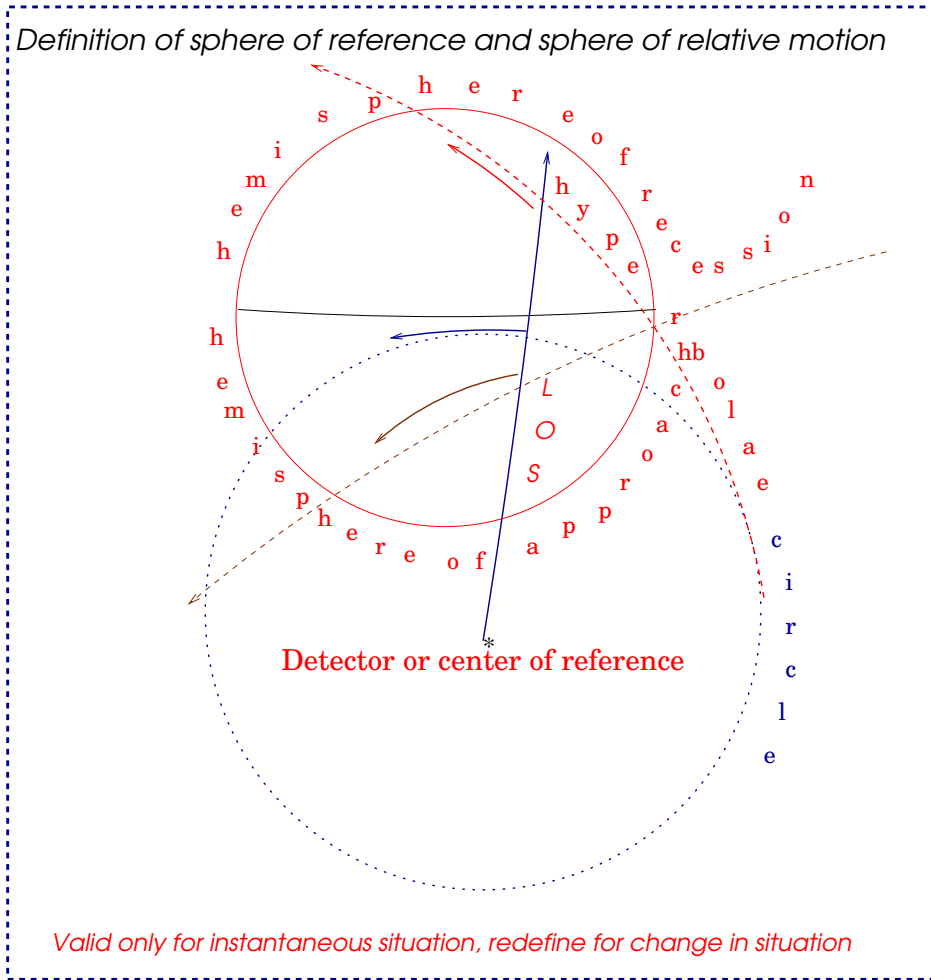 Definition of sphere of reference and sphere of relative motion
hemisphere of recession
hyperbolae
LOS
hemisphere of approach
circle
*
Detector or center of reference
Valid only for instantaneous situation, redefine for change in situation